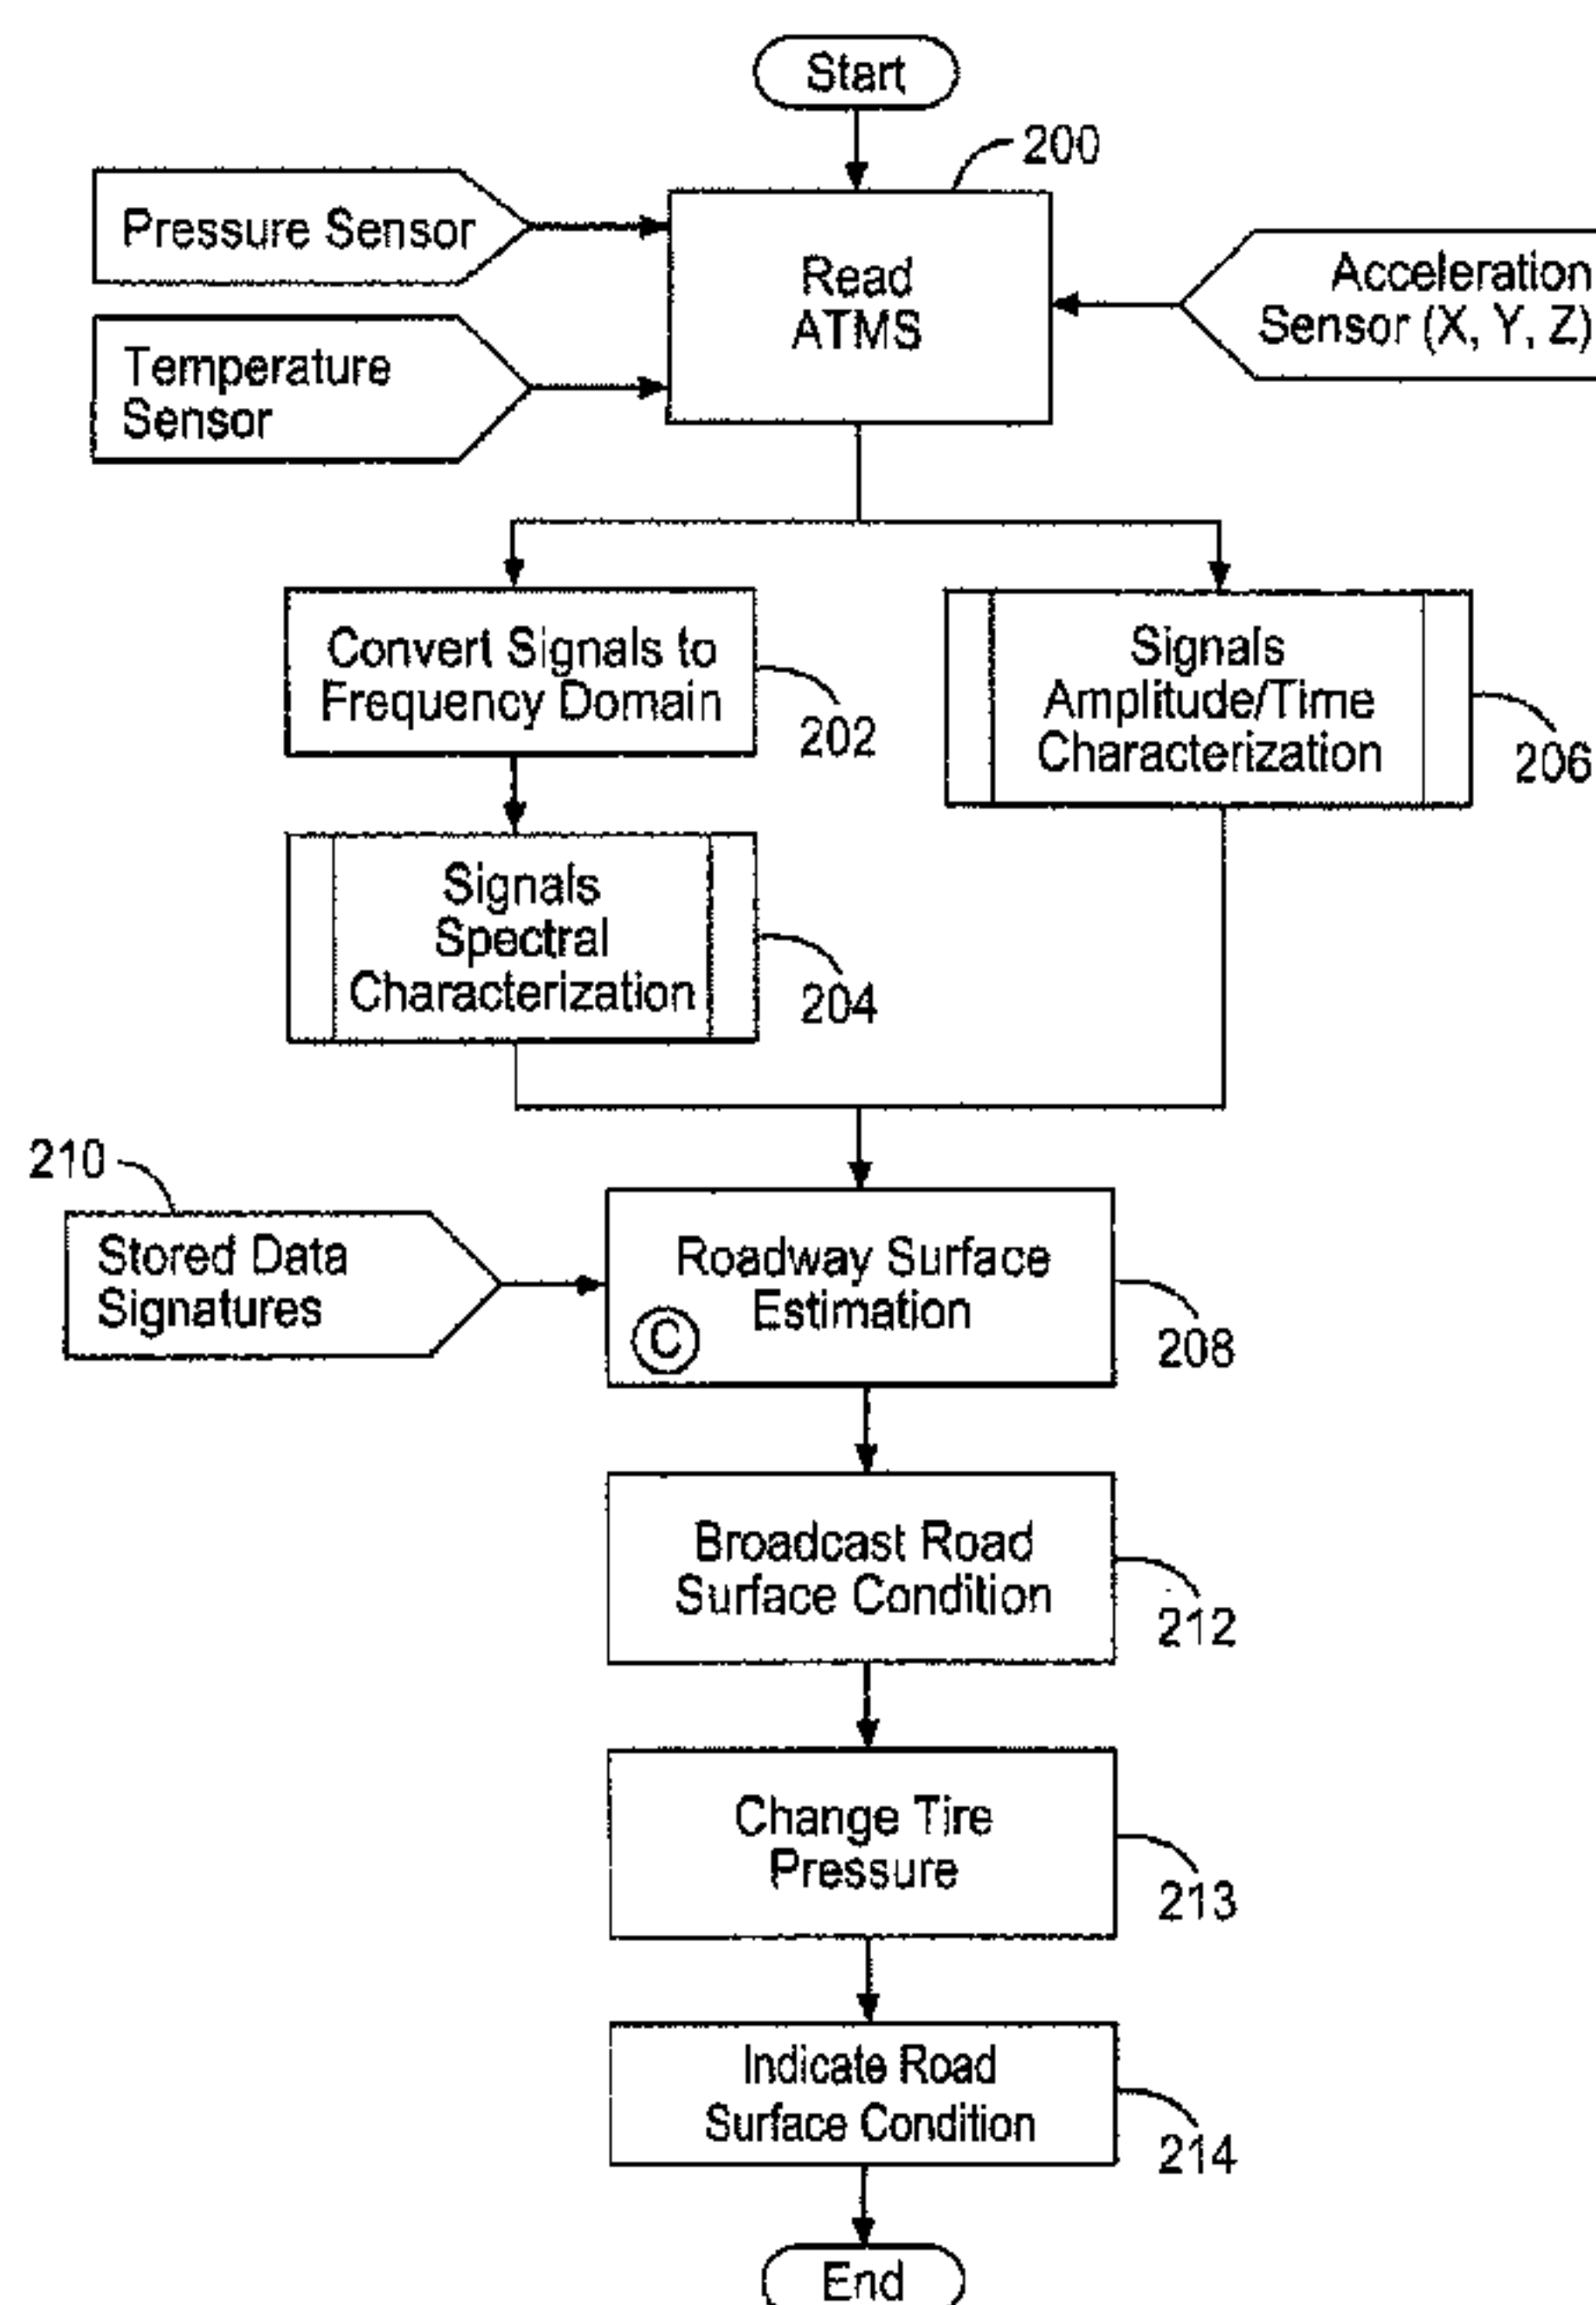 Start
200
Pressure Sensor
Read
ATMS
Acceleration
Sensor (X, Y, Z)
Temperature
Sensor
Convert Signals to
Frequency Domain
202
Signals
Amplitude/Time
Characterization
206
Signals
Spectral
Characterization
204
210
Stored Data
Signatures
Roadway Surface
Estimation
C
208
Broadcast Road
Surface Condition
212
Change Tire
Pressure
213
Indicate Road
Surface Condition
214
End